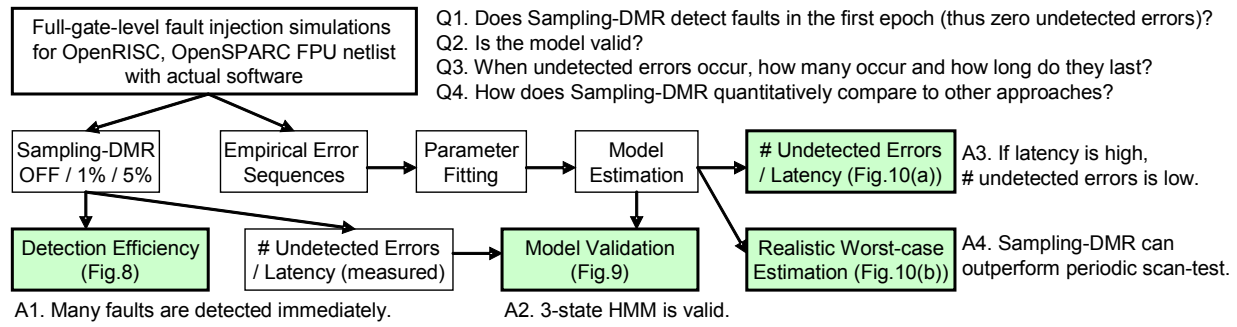 Full-gate-level fault injection simulations
for OpenRISC, OpenSPARC FPU netlist
with actual software
Q1. Does Sampling-DMR detect faults in the first epoch (thus zero undetected errors)?
Q2. Is the model valid?
Q3. When undetected errors occur, how many occur and how long do they last?
Q4. How does Sampling-DMR quantitatively compare to other approaches?
Sampling-DMR
OFF / 1% / 5%
Empirical Error
Sequences
Parameter
Fitting
Model
Estimation
# Undetected Errors
/ Latency (Fig.10(a))
A3. If latency is high,
# undetected errors is low.
Detection Efficiency
(Fig.8)
# Undetected Errors
/ Latency (measured)
Model Validation
(Fig.9)
Realistic Worst-case
Estimation (Fig.10(b))
A4. Sampling-DMR can
outperform periodic scan-test.
A1. Many faults are detected immediately.
A2. 3-state HMM is valid.